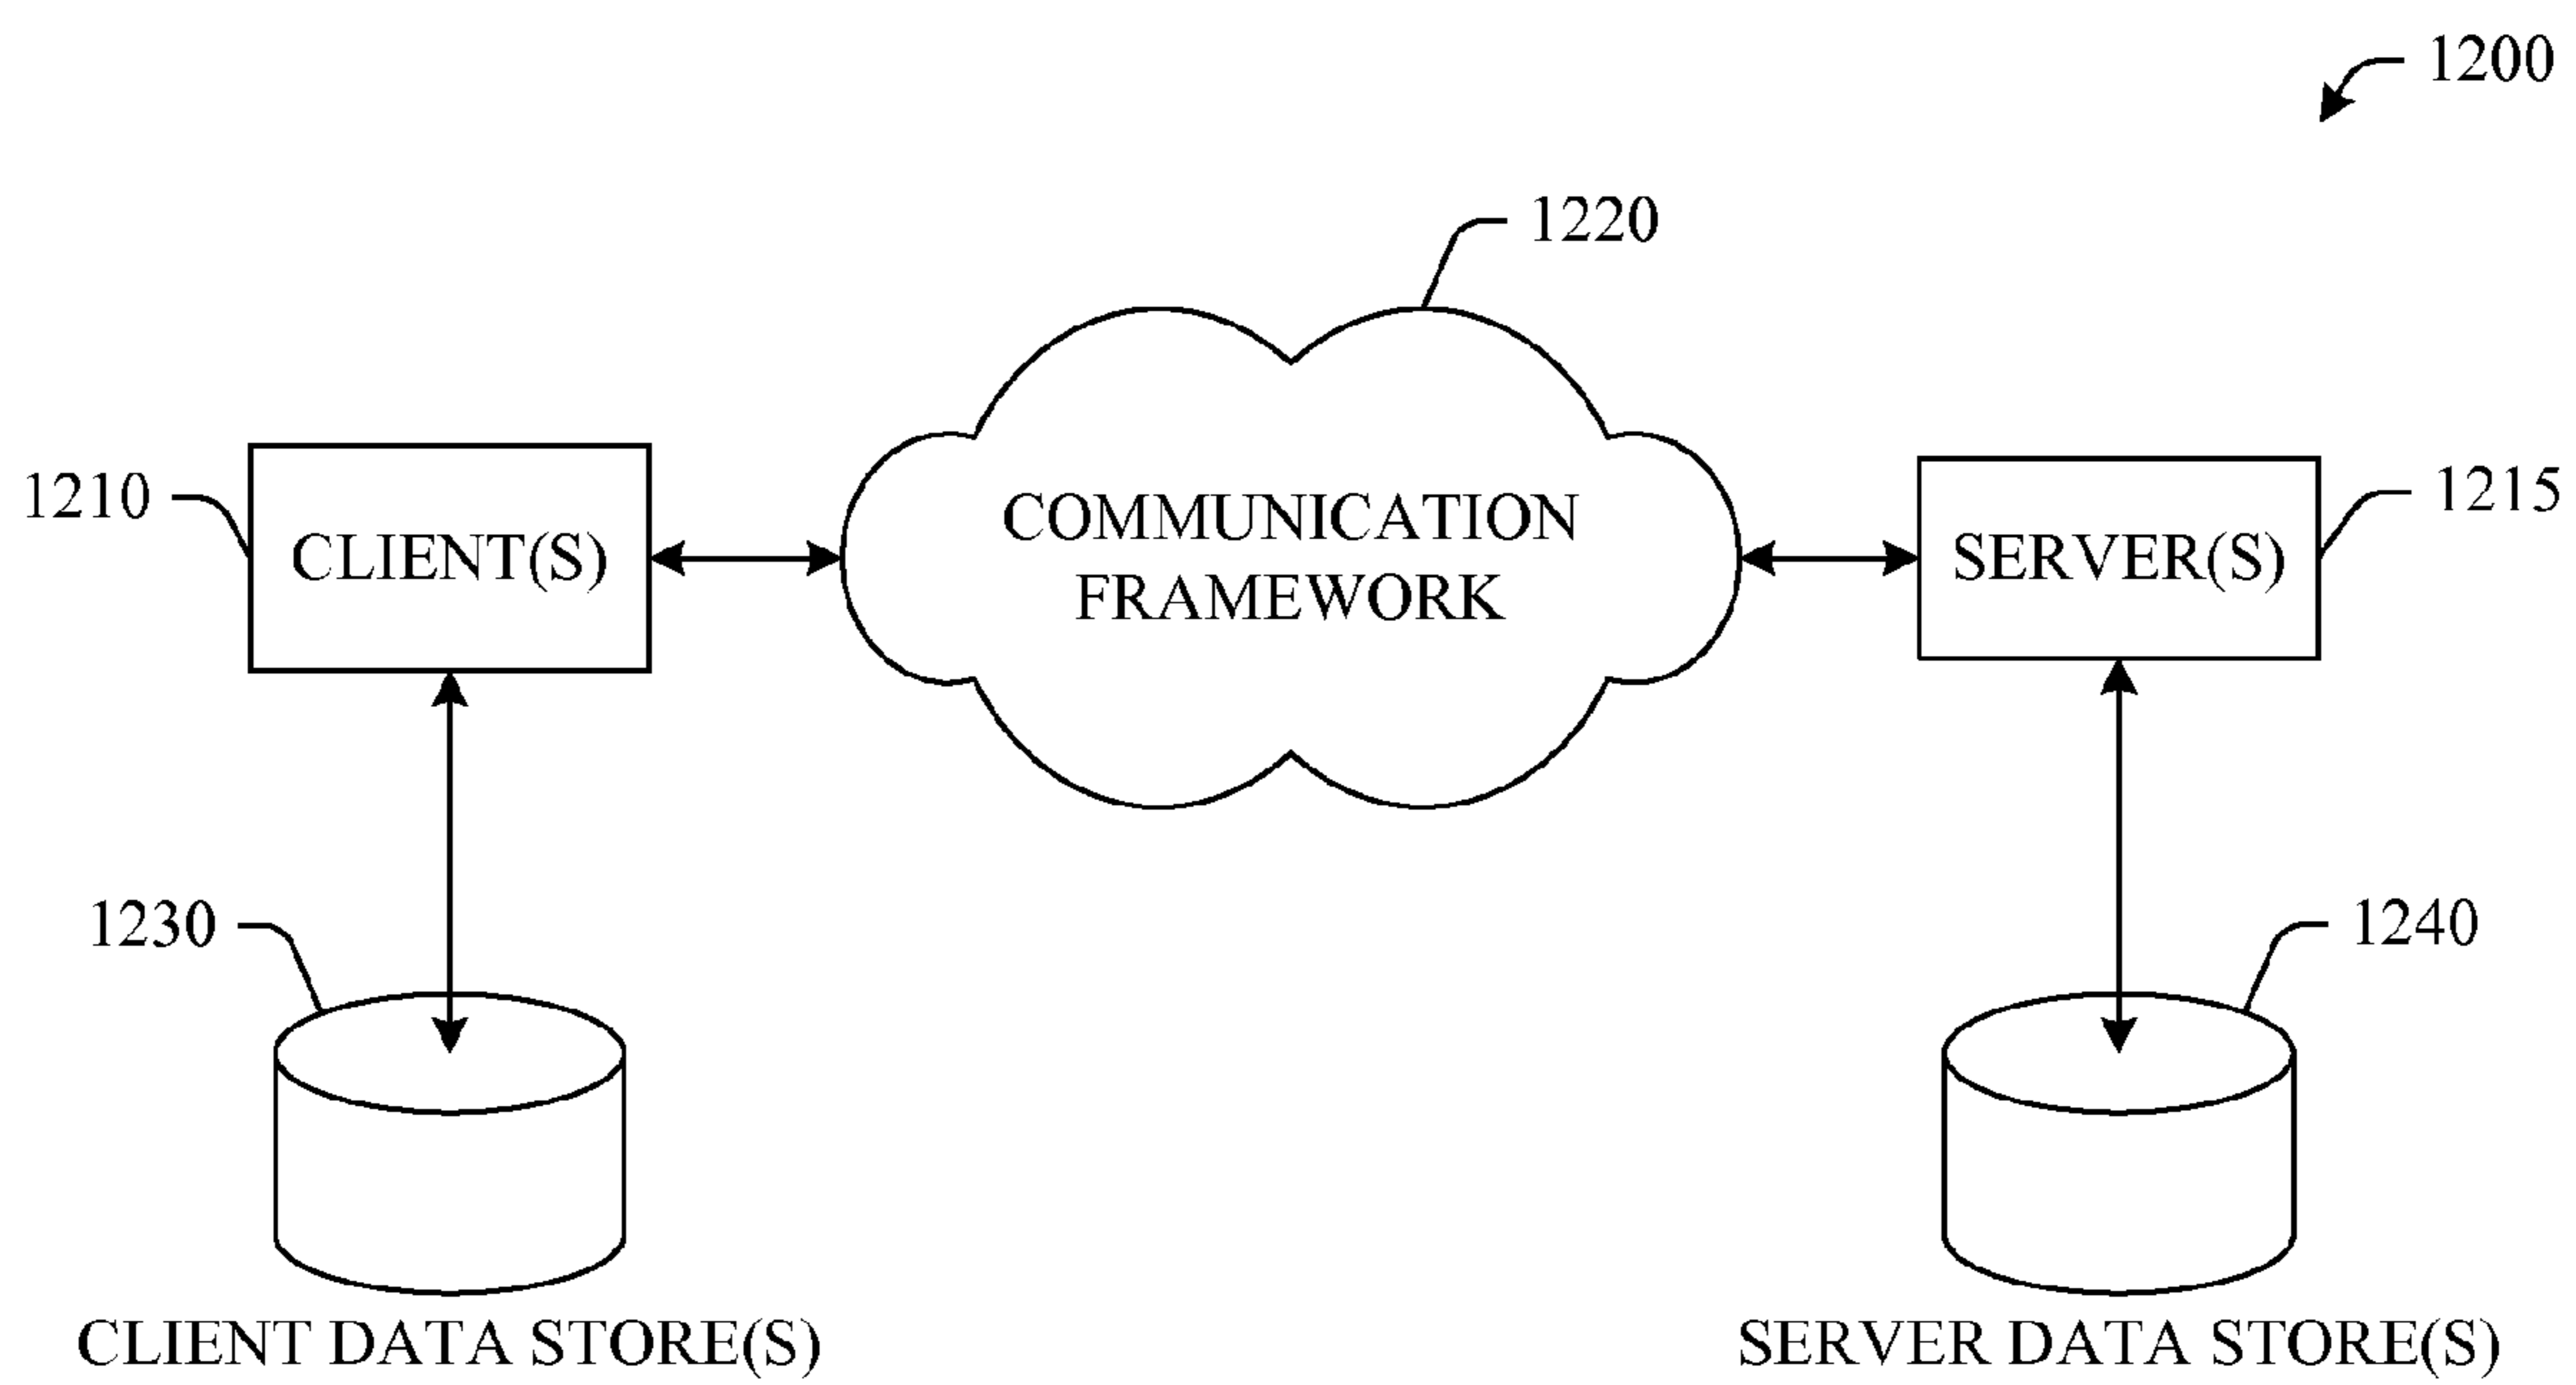 1200
1220
1210
CLIENT(S)
COMMUNICATION
FRAMEWORK
SERVER(S)
1215
1230
1240
CLIENT DATA STORE(S)
SERVER DATA STORE(S)